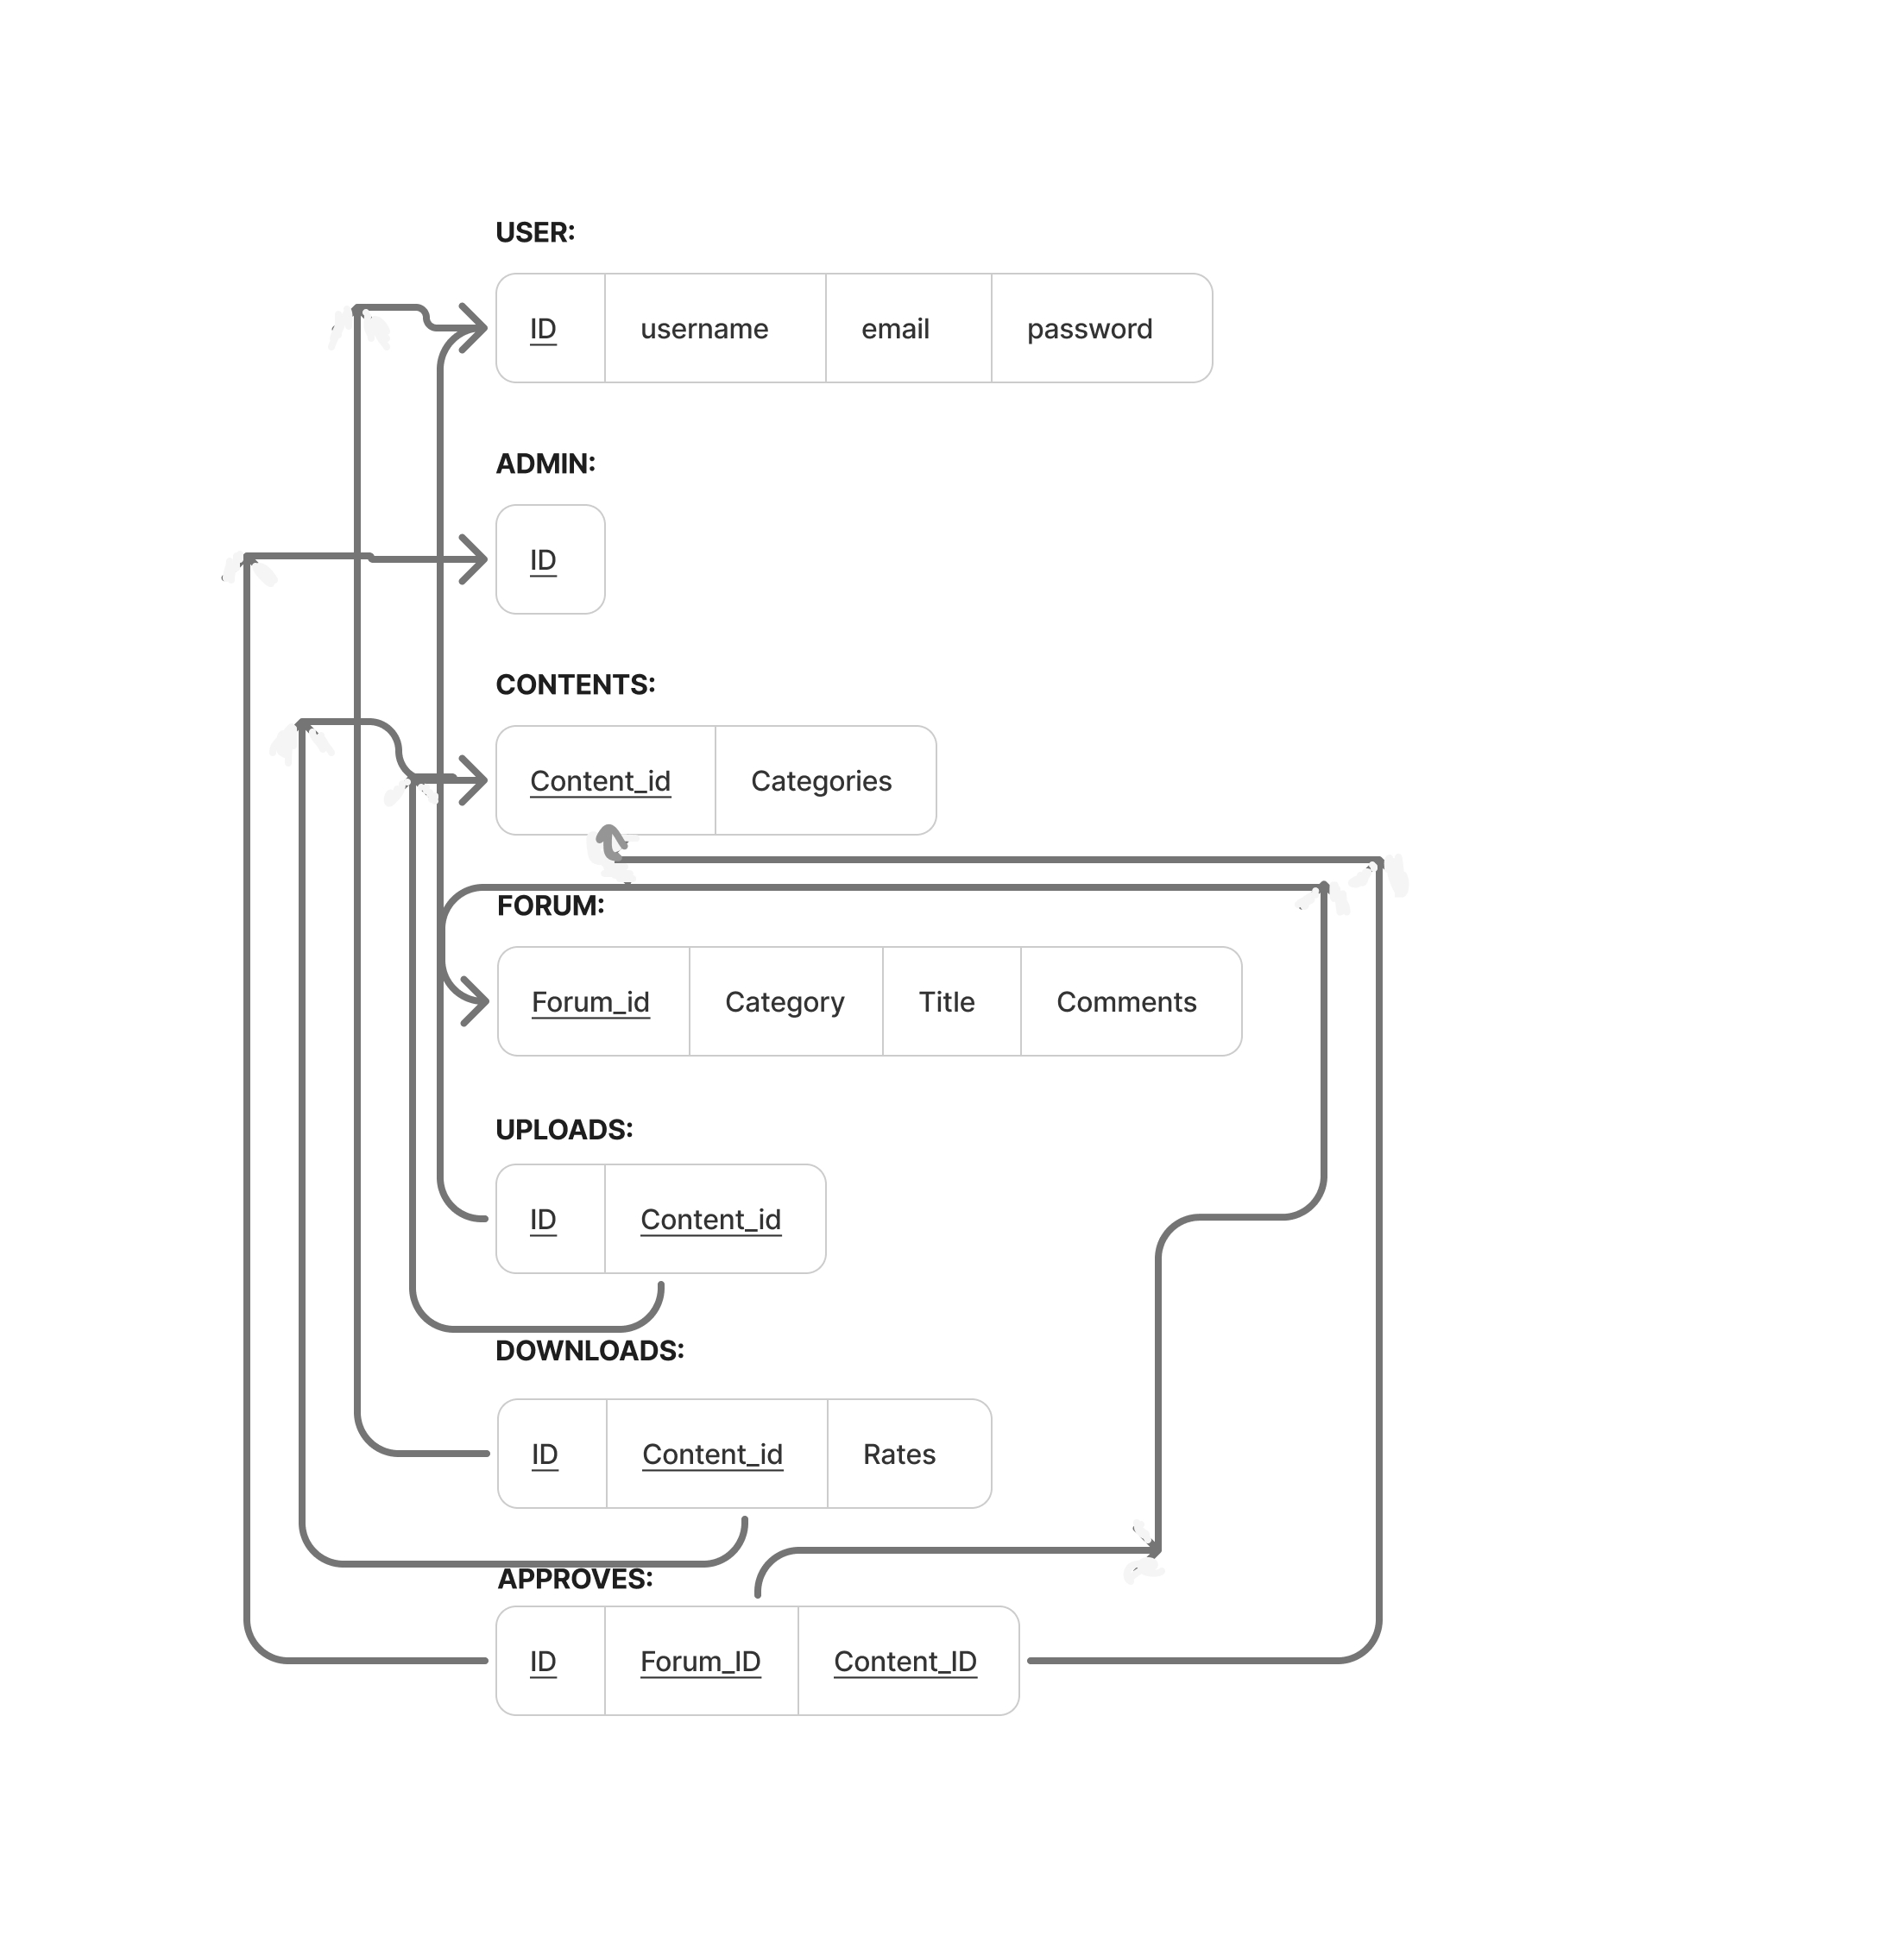 USER:
ID username email password
ADMIN:
ID
CONTENTS:
Content_id Categories
FORUM:
Forum_id Category Title Comments
UPLOADS:
ID Content_id
DOWNLOADS:
ID Content_id Rates
APPROVES:
ID Forum_ID Content_ID